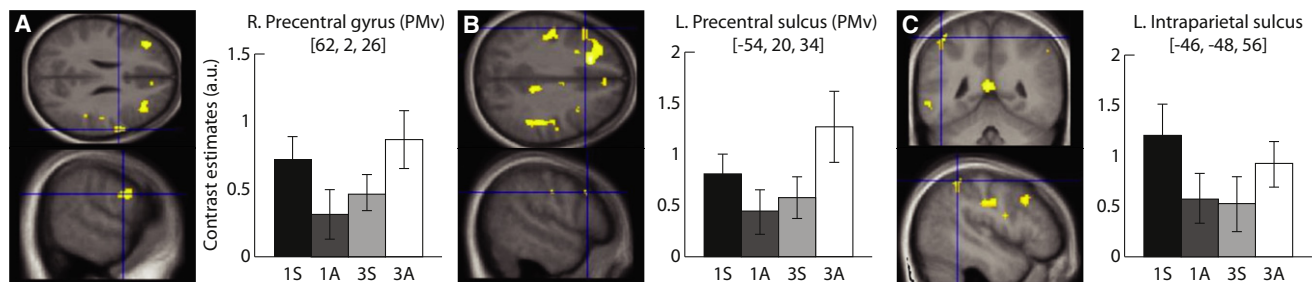 A
R. Precentral gyrus (PMv)
[62, 2, 26]
Contrast estimates (a.u.)
1.5
1
0.5
0
1S 1A 3S 3A
B
L. Precentral sulcus (PMv)
[-54, 20, 34]
2
1.5
1
0.5
0
1S 1A 3S 3A
C
L. Intraparietal sulcus
[-46, -48, 56]
2
1.5
1
0.5
0
1S 1A 3S 3A